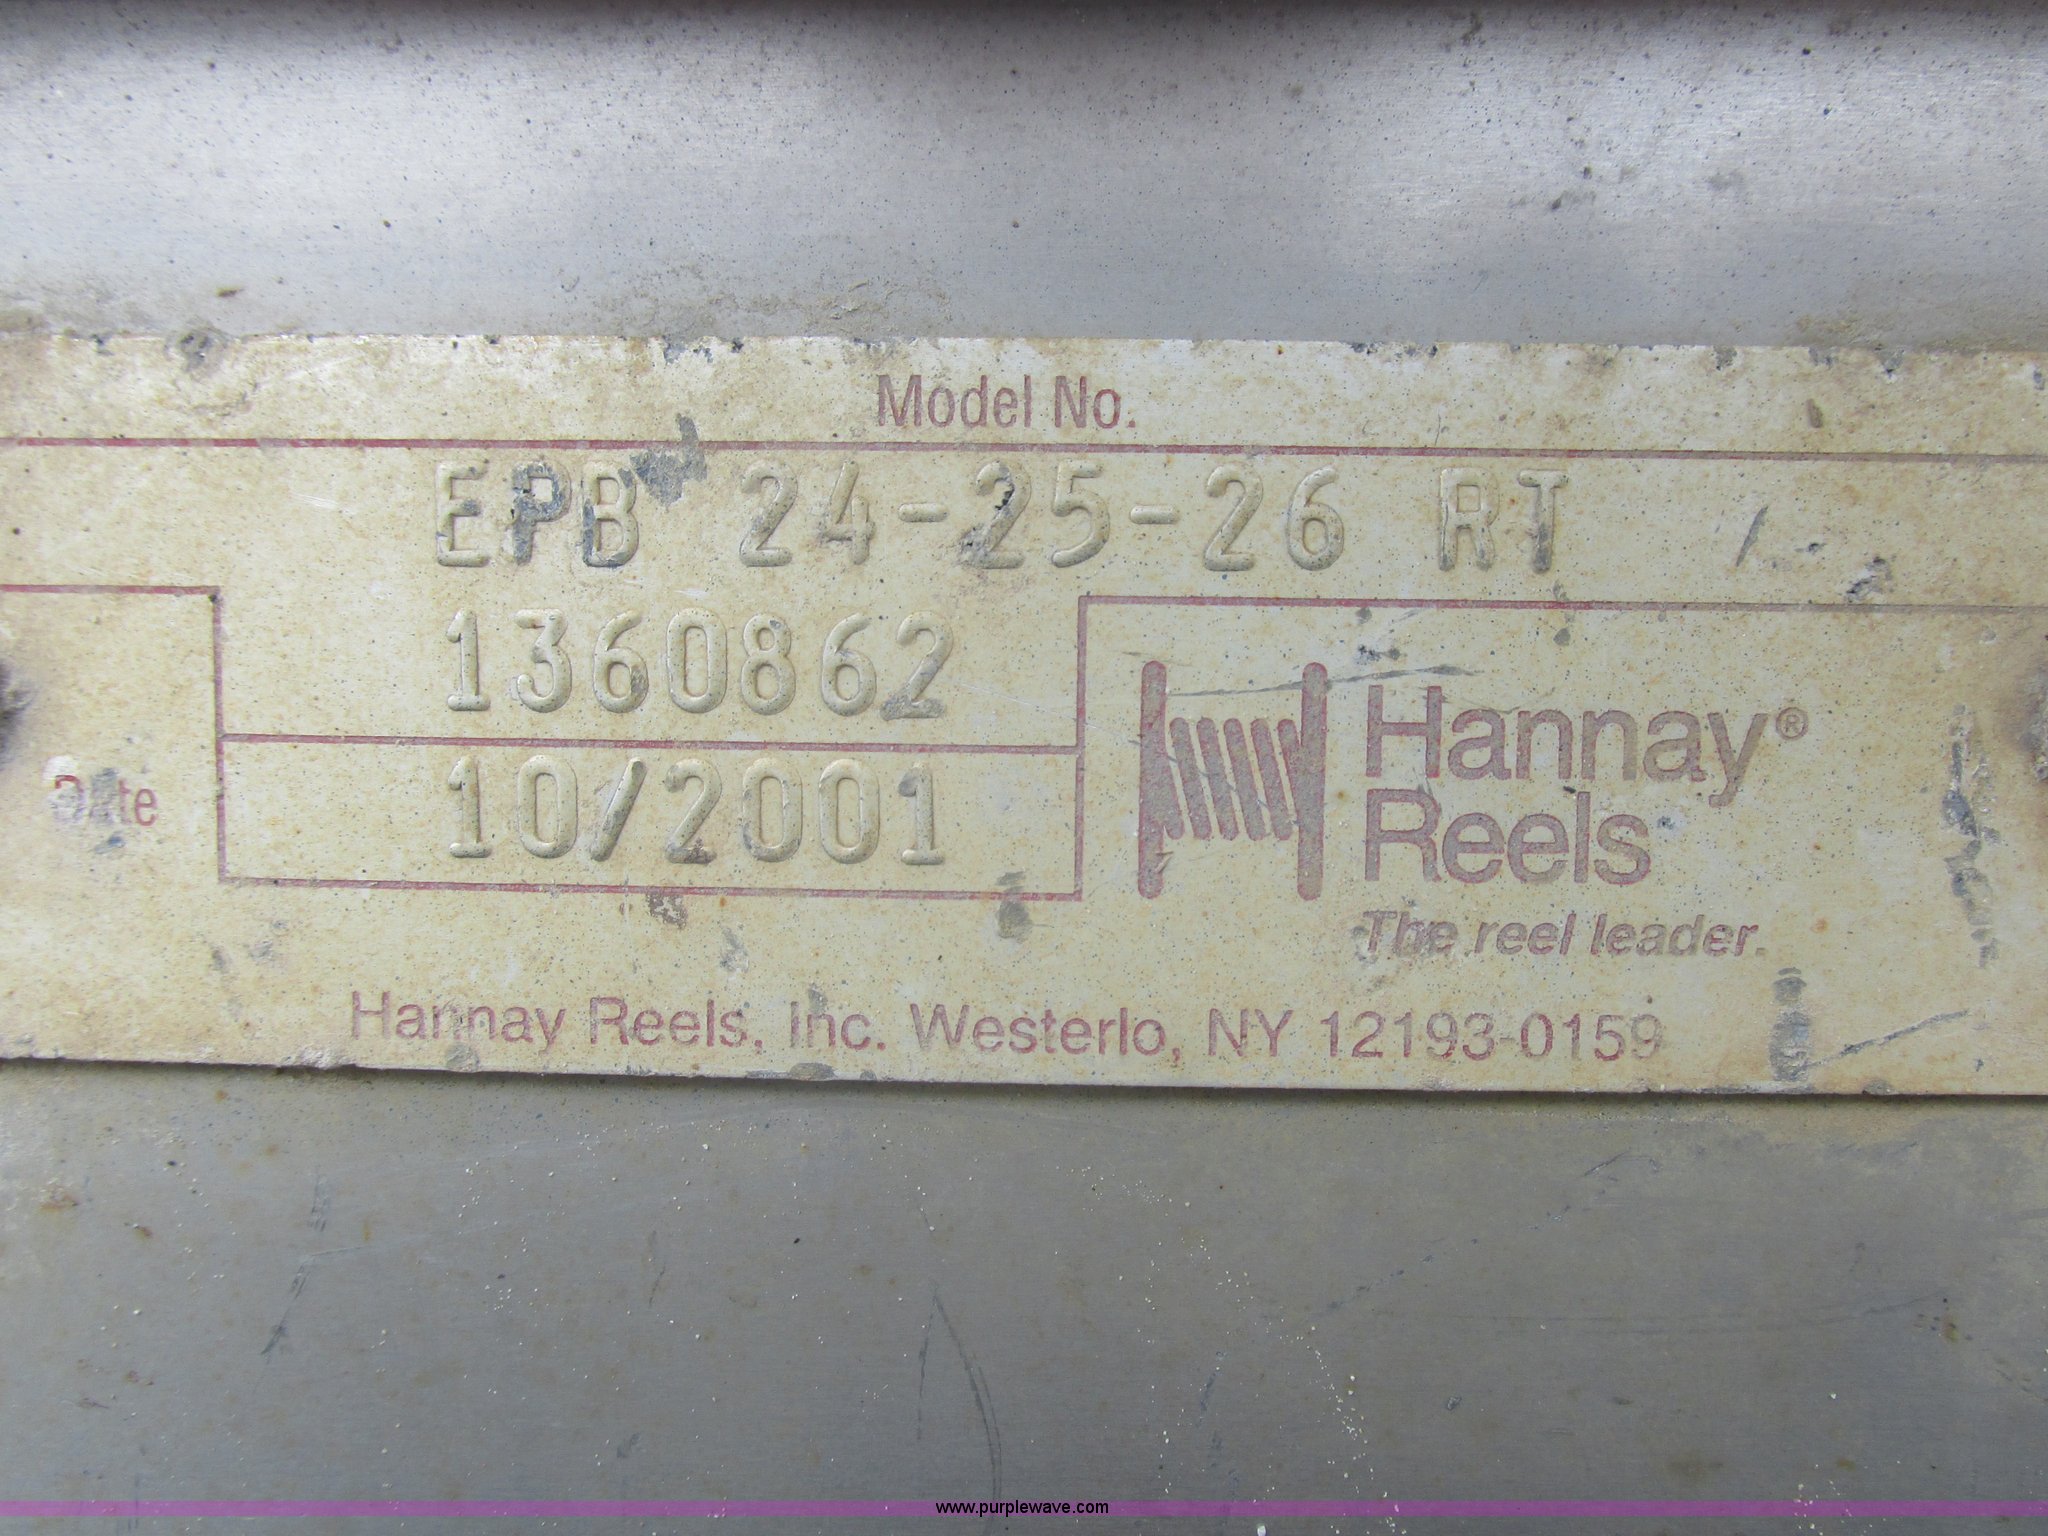 Model No.
EPB 24-25-26 RT
1360862
Date 10/2001
Hannay®
Reels
The reel leader.
Hannay Reels, Inc. Westerlo, NY 12193-0159
www.purplewave.com